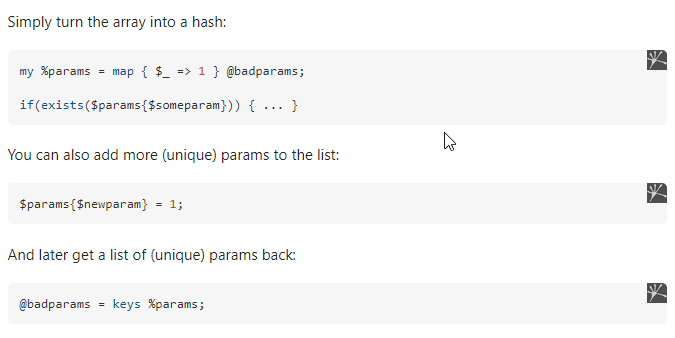 Simply turn the array into a hash:
my %params = map { $_ => 1 } @badparams;
if(exists($params{$someparam})) { ... }
You can also add more (unique) params to the list:
$params{$newparam} = 1;
And later get a list of (unique) params back:
@badparams = keys %params;